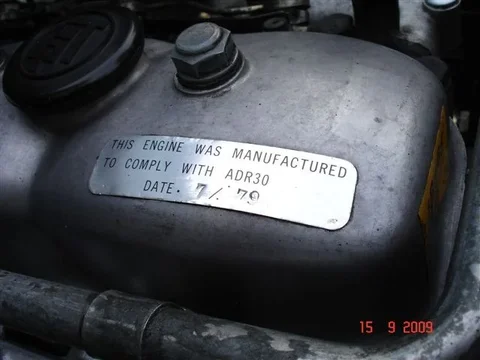 THIS ENGINE WAS MANUFACTURED
TO COMPLY WITH ADR30
DATE. 7/. 79
15 9 2009